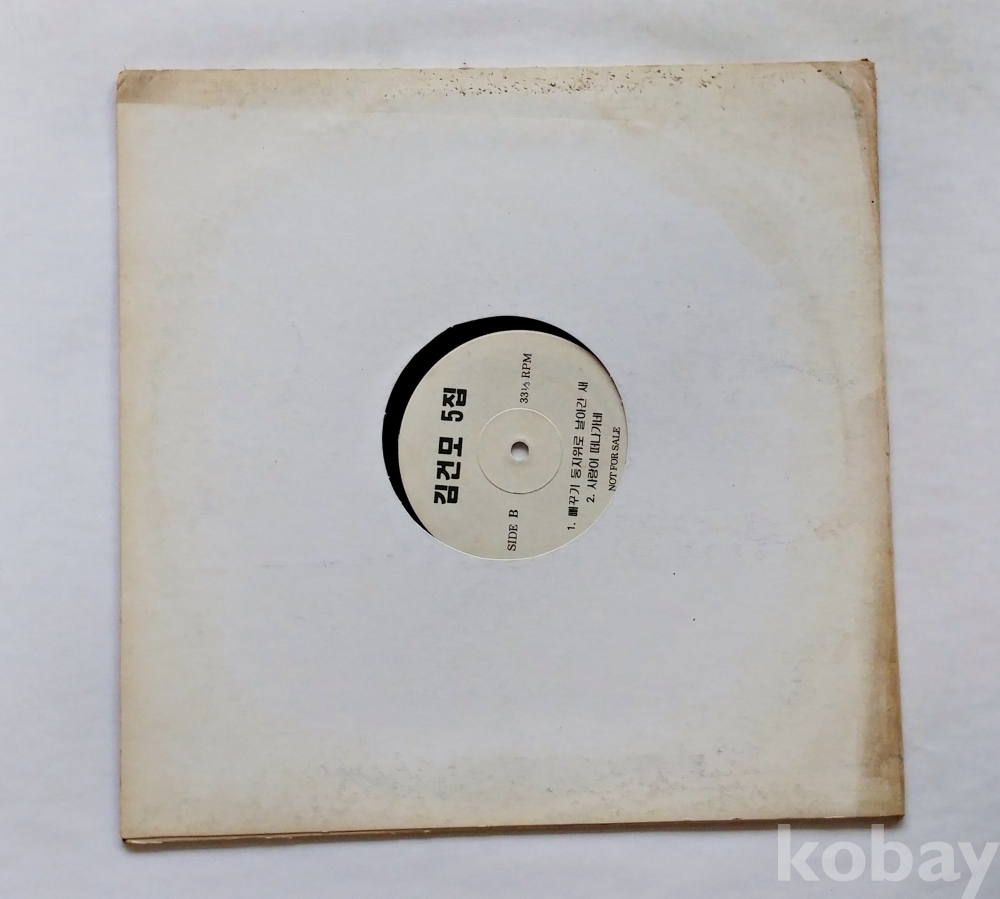 김건모 5집
SIDE B
33⅓ RPM
1. 뻐꾸기 둥지위로 날아간 새
2. 사랑이 떠나가네
NOT FOR SALE
kobay